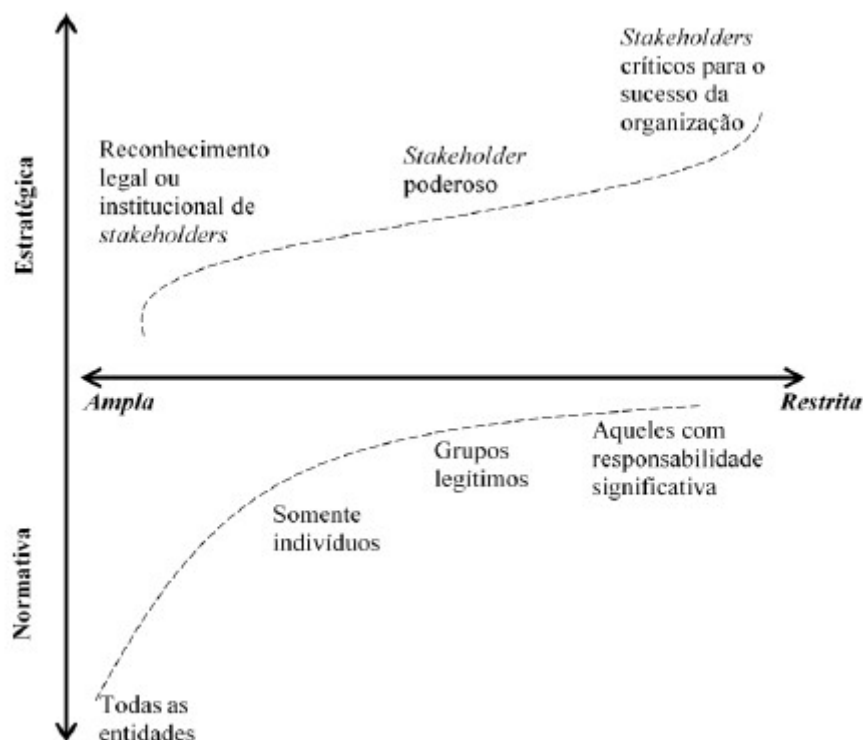 Stakeholders
críticos para o
sucesso da
organização
Reconhecimento
legal ou
institucional de
stakeholders
Stakeholder
poderoso
Estratégica
Ampla
Restrita
Aqueles com
responsabilidade
significativa
Grupos
legítimos
Somente
indivíduos
Normativa
Todas as
entidades